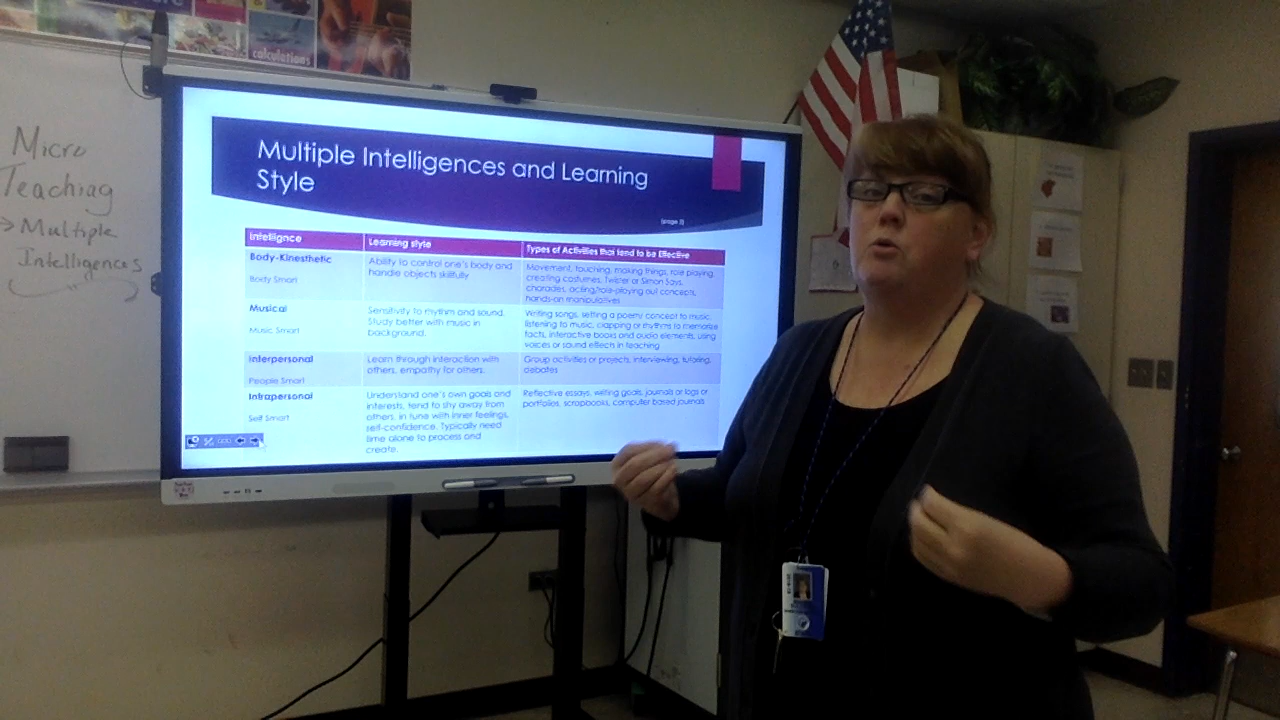 calculations
Micro
Teaching
→ Multiple
Intelligences
Multiple Intelligences and Learning
Style
(page 3)
Intelligence
Learning style
Types of Activities that tend to be Effective
Body-Kinesthetic
Body Smart
Ability to control one's body and
handle objects skillfully
Movement, touching, making things, role playing,
creating costumes, Twister or Simon Says,
charades, acting/role-playing out concepts,
hands-on manipulatives
Musical
Music Smart
Sensitivity to rhythm and sound.
Study better with music in
background.
Writing songs, setting a poem/ concept to music,
listening to music, clapping or rhythms to memorize
facts, interactive books and audio elements, using
voices or sound effects in teaching
Interpersonal
People Smart
Learn through interaction with
others, empathy for others.
Group activities or projects, interviewing, tutoring,
debates
Intrapersonal
Self Smart
Understand one's own goals and
interests, tend to shy away from
others, in tune with inner feelings,
self-confidence. Typically need
time alone to process and
create.
Reflective essays, writing goals, journals or logs or
portfolios, scrapbooks, computer based journals